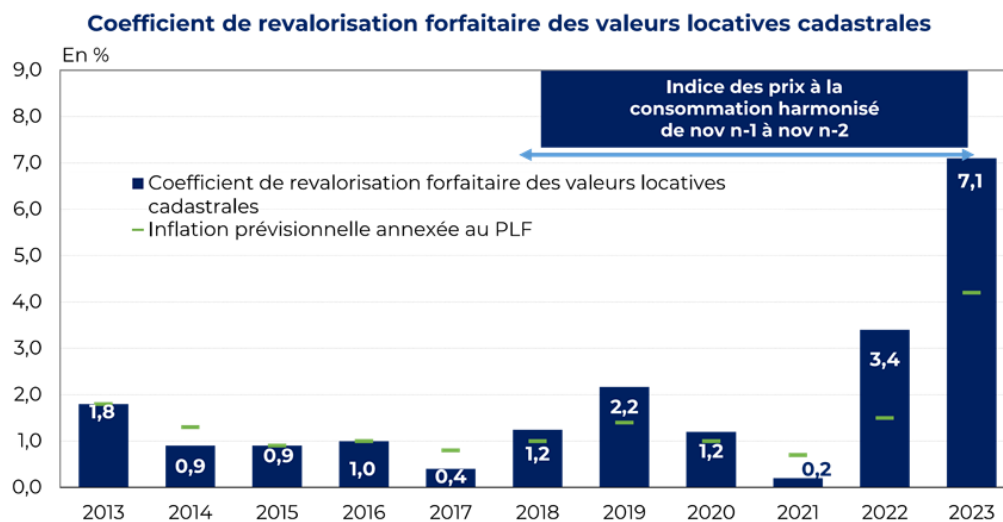 Coefficient de revalorisation forfaitaire des valeurs locatives cadastrales
En %
9,0
8,0
7,0
6,0
5,0
4,0
3,0
2,0
1,0
0,0
Indice des prix à la
consommation harmonisé
de nov n-1 à nov n-2
Coefficient de revalorisation forfaitaire des valeurs locatives
cadastrales
Inflation prévisionnelle annexée au PLF
1,8
0,9
0,9
1,0
0,4
1,2
2,2
1,2
0,2
3,4
7,1
2013 2014 2015 2016 2017 2018 2019 2020 2021 2022 2023